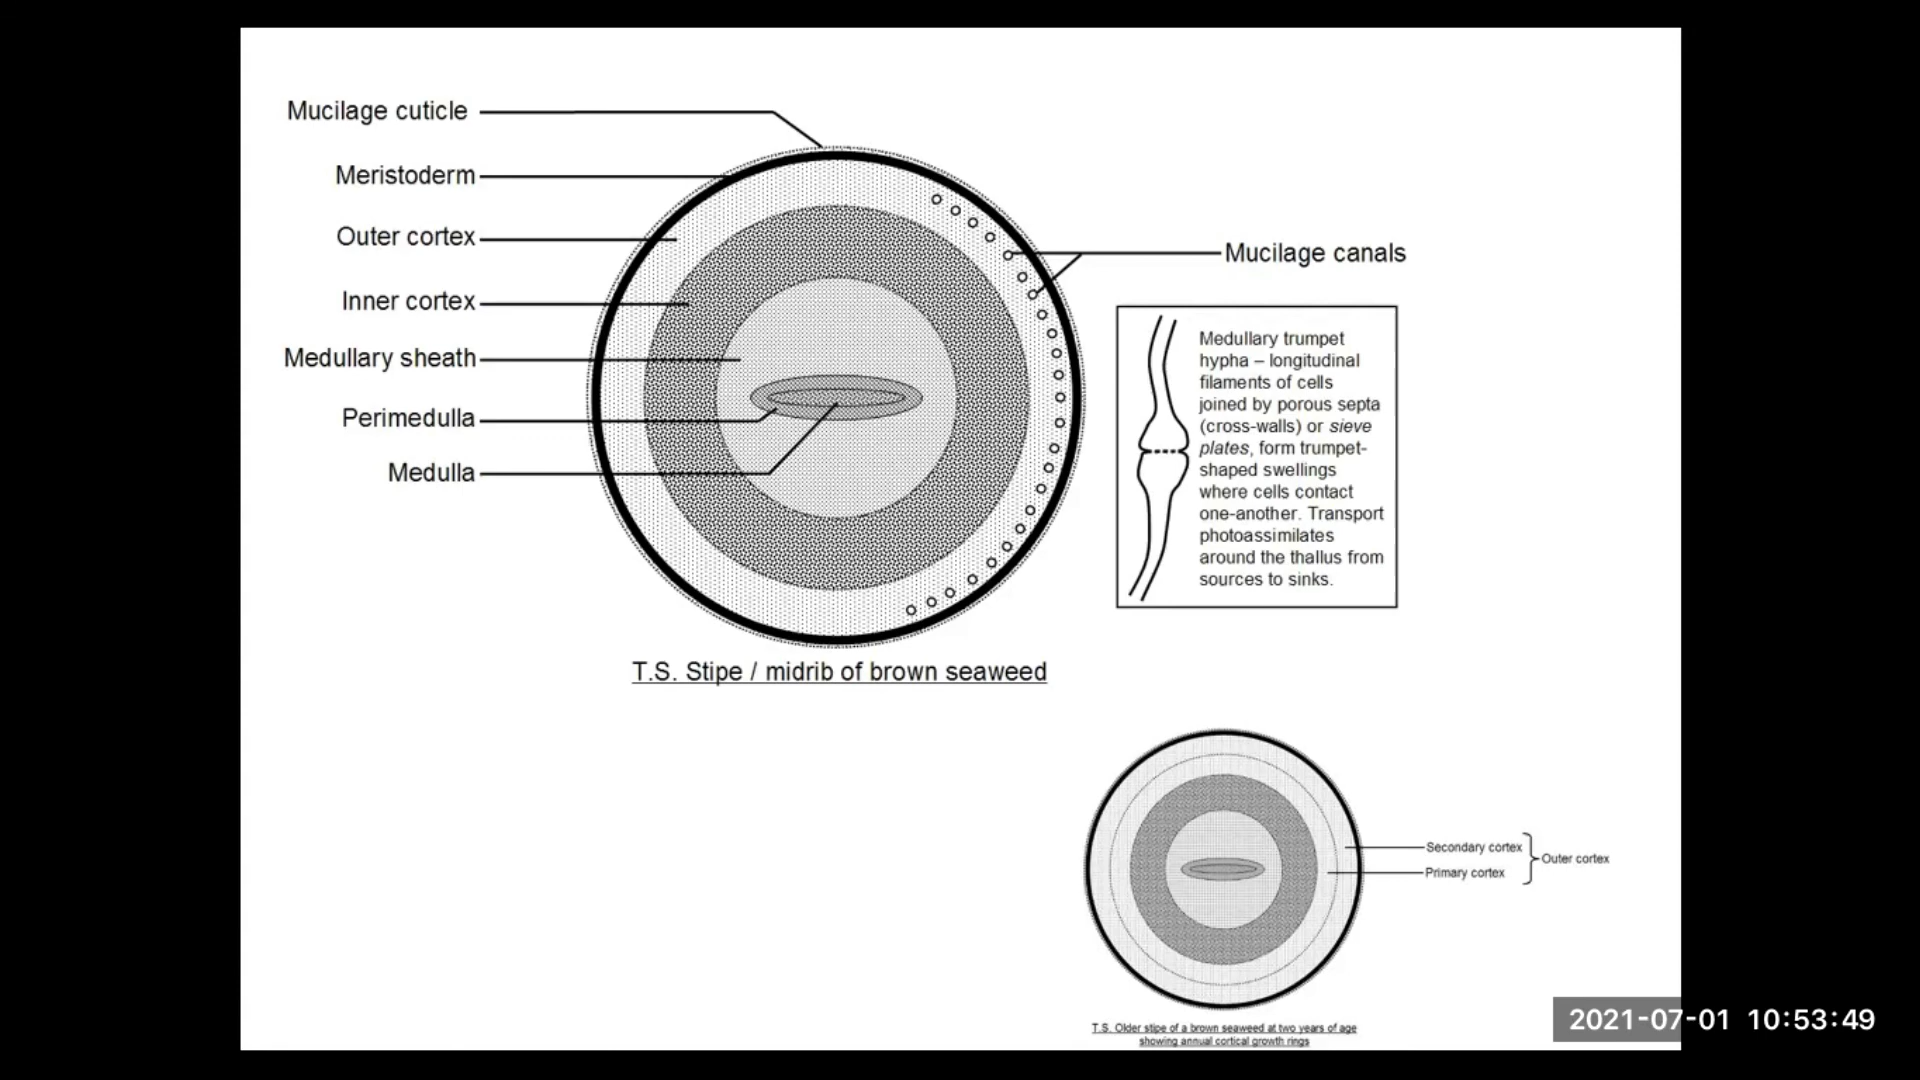 Mucilage cuticle
Meristoderm
Outer cortex
Inner cortex
Medullary sheath
Perimedulla
Medulla
Mucilage canals
Medullary trumpet
hypha – longitudinal
filaments of cells
joined by porous septa
(cross-walls) or sieve
plates, form trumpet-
shaped swellings
where cells contact
one-another. Transport
photoassimilates
around the thallus from
sources to sinks.
T.S. Stipe / midrib of brown seaweed
Secondary cortex
Primary cortex
Outer cortex
T.S. Older stipe of a brown seaweed at two years of age
showing annual cortical growth rings
2021-07-01 10:53:49